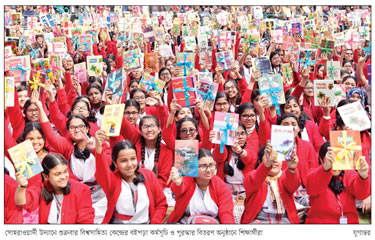 সোহরাওয়ার্দী উদ্যানে শুক্রবার বিশ্বসাহিত্য কেন্দ্রের বইপড়া কর্মসূচি ও পুরস্কার বিতরণ অনুষ্ঠানে শিক্ষার্থীরা যুগান্তর